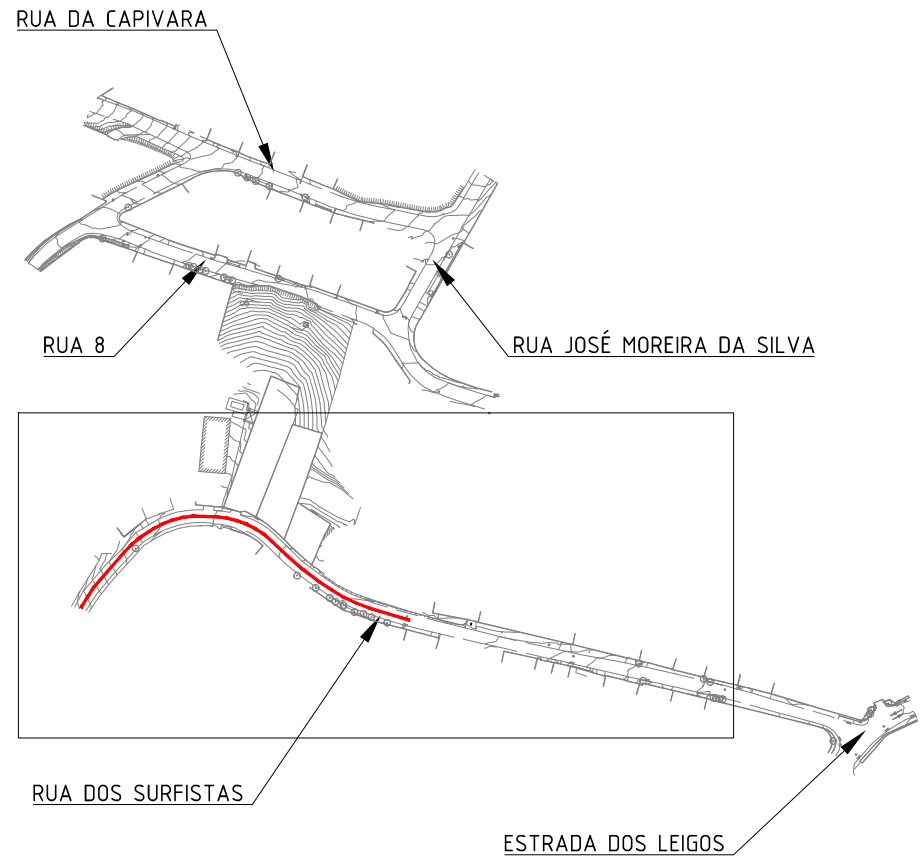 RUA DA CAPIVARA
RUA 8
RUA JOSÉ MOREIRA DA SILVA
RUA DOS SURFISTAS
ESTRADA DOS LEIGOS